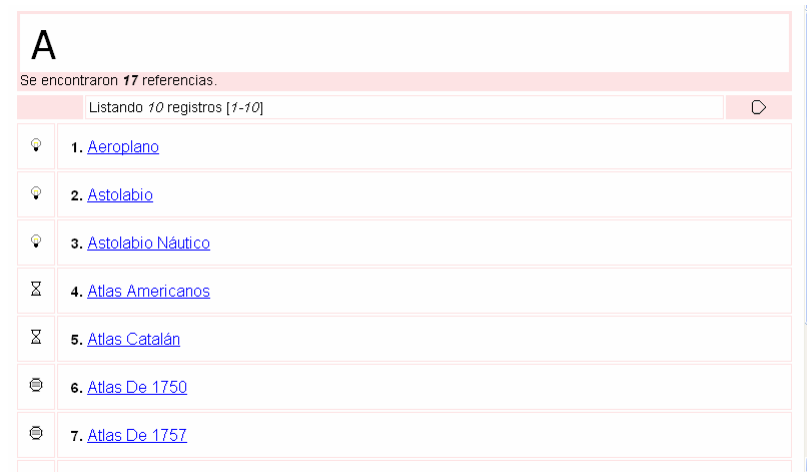 A
Se encontraron 17 referencias.
Listando 10 registros [1-10]
1. Aeroplano
2. Astolabio
3. Astolabio Náutico
4. Atlas Americanos
5. Atlas Catalán
6. Atlas De 1750
7. Atlas De 1757